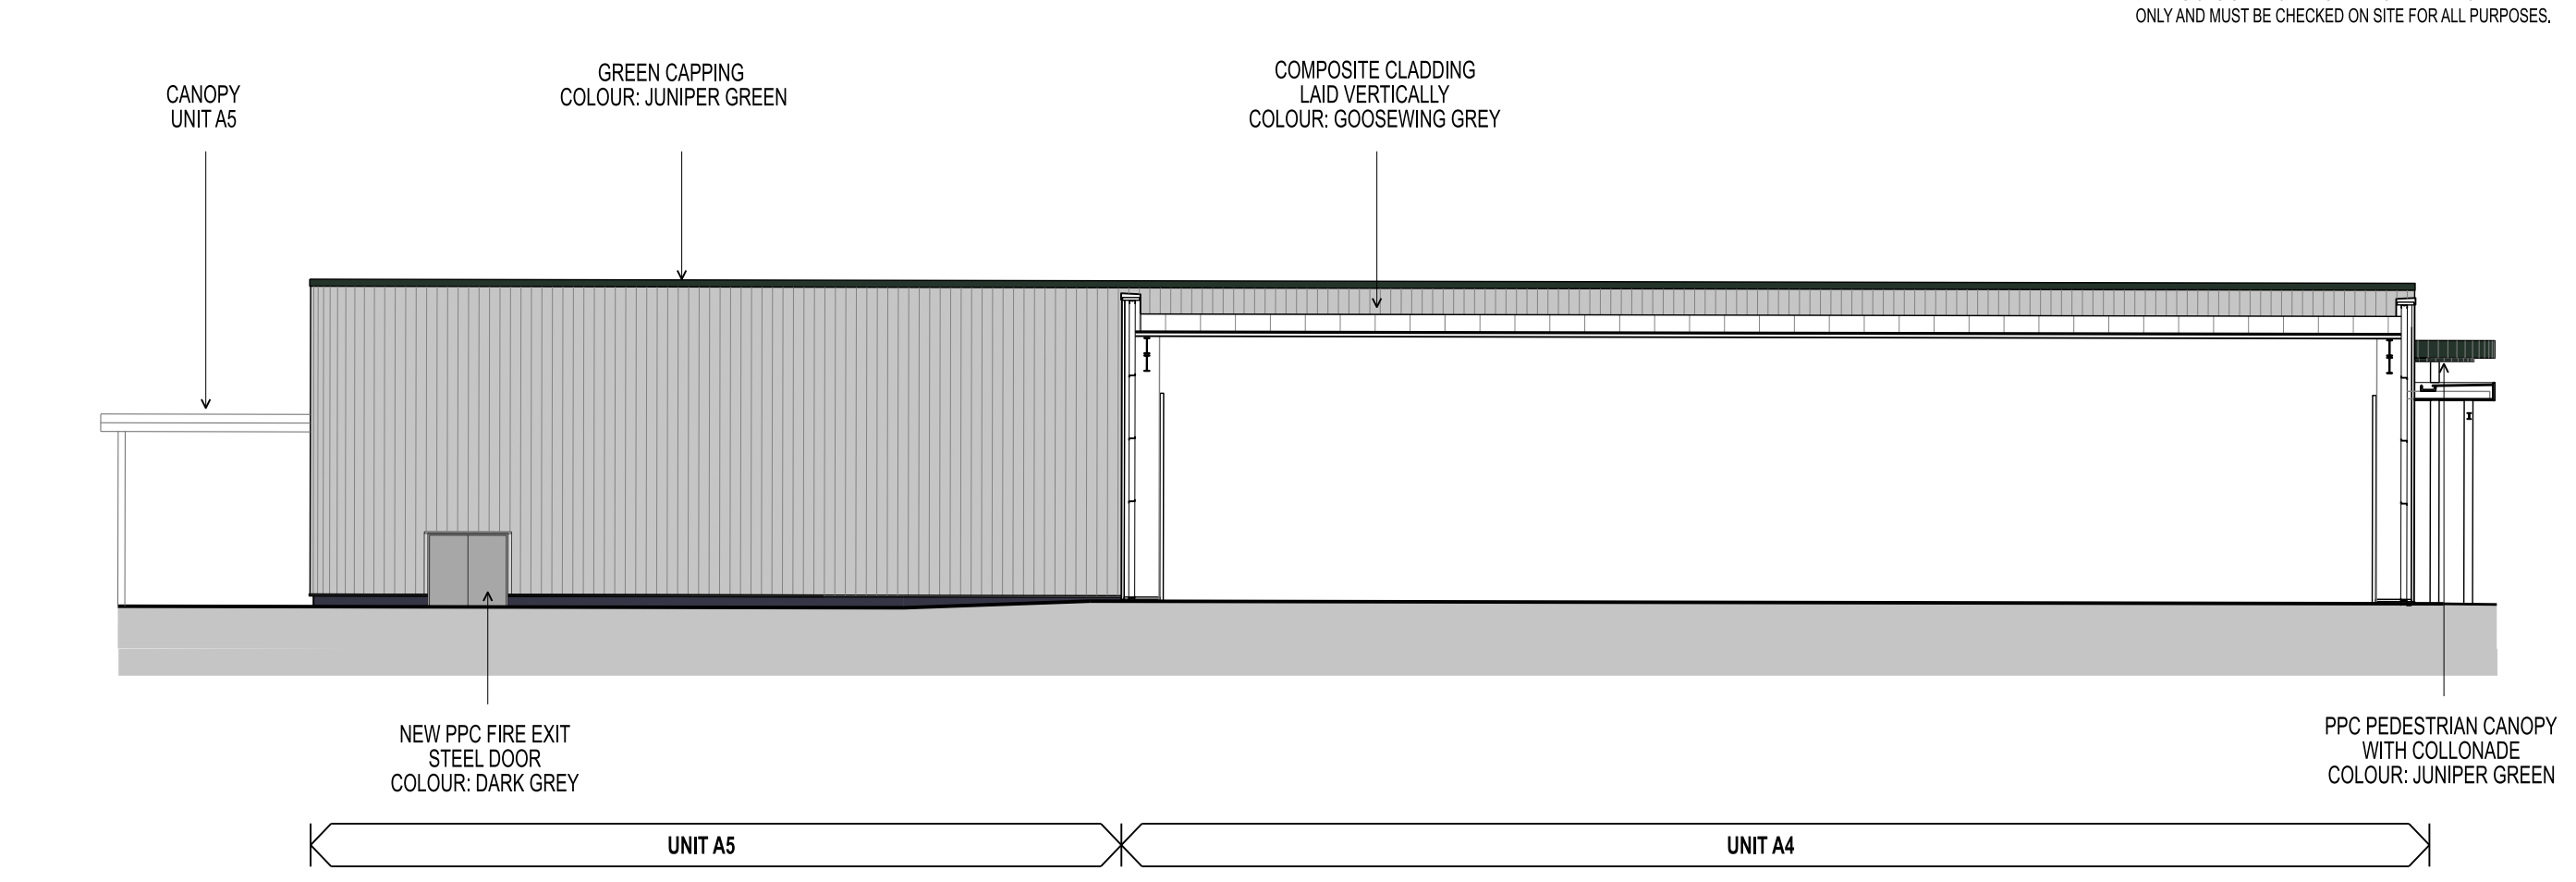 ONLY AND MUST BE CHECKED ON SITE FOR ALL PURPOSES.
CANOPY
UNIT A5
GREEN CAPPING
COLOUR: JUNIPER GREEN
COMPOSITE CLADDING
LAID VERTICALLY
COLOUR: GOOSEWING GREY
NEW PPC FIRE EXIT
STEEL DOOR
COLOUR: DARK GREY
PPC PEDESTRIAN CANOPY
WITH COLLONADE
COLOUR: JUNIPER GREEN
UNIT A5
UNIT A4